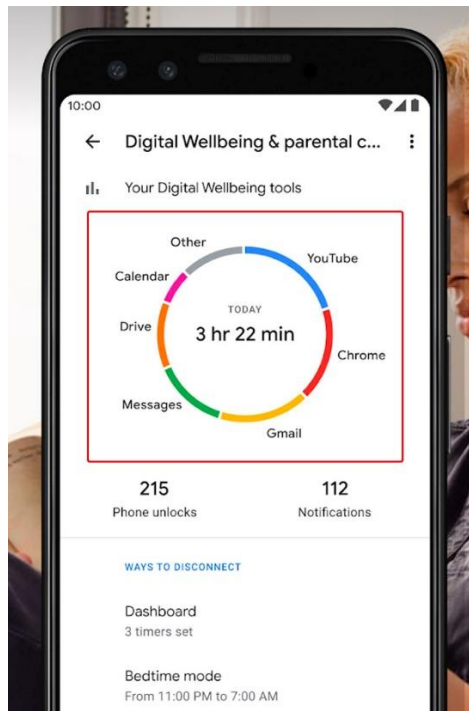 10:00
Digital Wellbeing & parental c...
Your Digital Wellbeing tools
Other
YouTube
Calendar
TODAY
Drive
3 hr 22 min
Chrome
Messages
Gmail
215
112
Phone unlocks
Notifications
WAYS TO DISCONNECT
Dashboard
3 timers set
Bedtime mode
From 11:00 PM to 7:00 AM